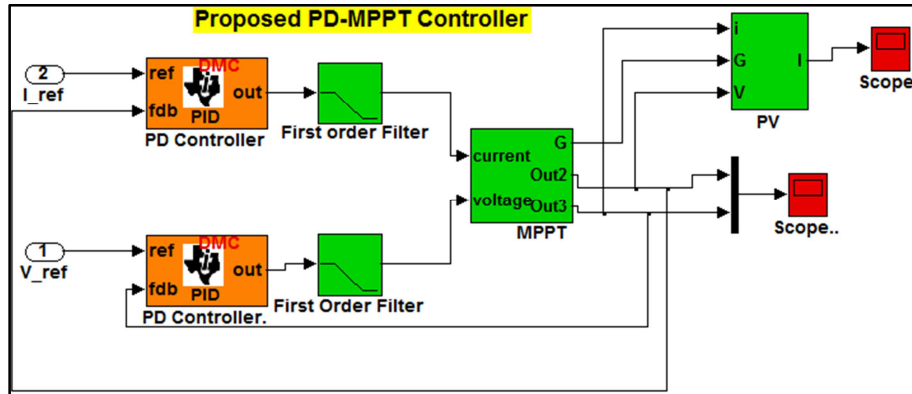 Proposed PD-MPPT Controller
2
I_ref
ref
fdb
DMC
PID
out
PD Controller
First order Filter
current
voltage
G
Out2
Out3
MPPT
i
G
V
I
PV
Scope
Scope..
1
V_ref
ref
fdb
DMC
PID
out
PD Controller.
First Order Filter